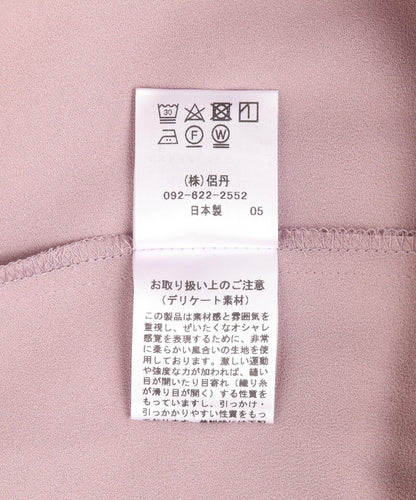 30
F W
(株)侶丹
092-622-2552
日本製 05
お取り扱い上のご注意
(デリケート素材)
この製品は素材感と雰囲気を
重視し、ぜいたくなオシャレ
感覚を表現するために、非常
に柔らかい風合いの生地を使
用しております。激しい運動
や強度な力が加われば、縫い
目が開いたり目寄れ(織り糸
が滑り目が開く)する性質を
もっていますし、引っかけ・
引っかかりやすい性質をもっ